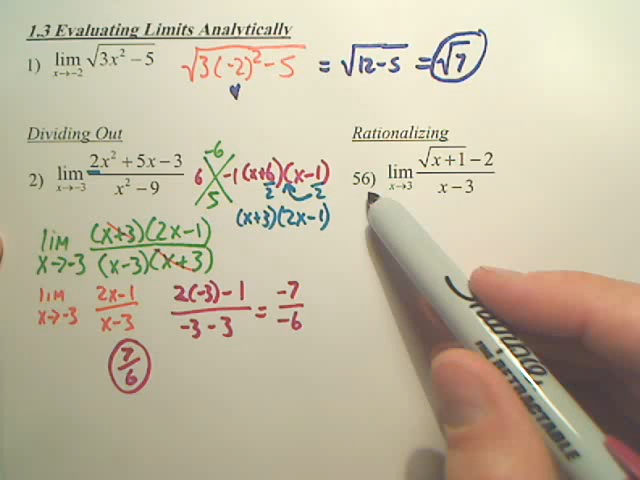 1.3 Evaluating Limits Analytically
1) lim x→-2 √3x² – 5 √3(-2)² - 5 = √12-5 = √7
Dividing Out
2) lim x→-3 2x² + 5x – 3 / x² – 9
-6
6 -1
5
(x+6)(x-1)
2 2
(x+3)(2x-1)
lim x→-3 (x+3)(2x-1) / (x-3)(x+3)
lim x→-3 2x-1 / x-3 2(-3)-1 / -3-3 = -7 / -6
7/6
Rationalizing
56) lim x→3 √x+1 – 2 / x – 3
Sharpie.
THE RETRACTABLE